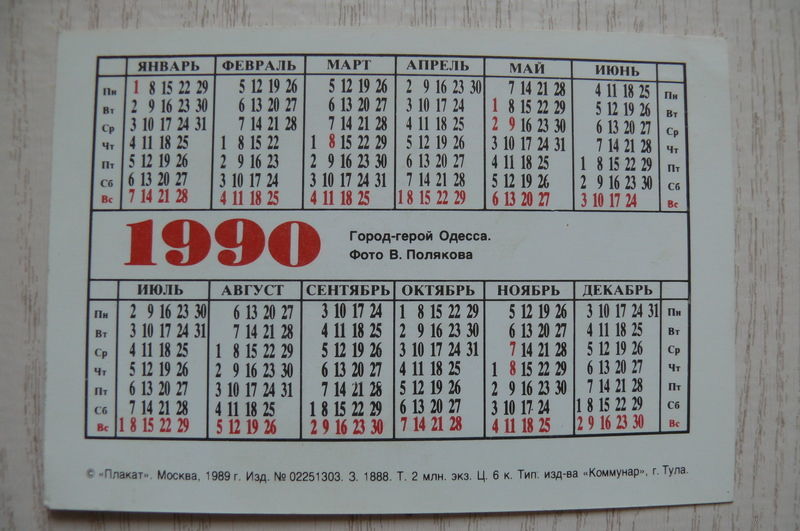 ЯНВАРЬ ФЕВРАЛЬ МАРТ АПРЕЛЬ МАЙ ИЮНЬ
Пн 1 8 15 22 29 5 12 19 26 5 12 19 26 2 9 16 23 30 7 14 21 28 4 11 18 25 Пн
Вт 2 9 16 23 30 6 13 20 27 6 13 20 27 3 10 17 24 1 8 15 22 29 5 12 19 26 Вт
Ср 3 10 17 24 31 7 14 21 28 7 14 21 28 4 11 18 25 2 9 16 23 30 6 13 20 27 Ср
Чт 4 11 18 25 1 8 15 22 1 8 15 22 29 5 12 19 26 3 10 17 24 31 7 14 21 28 Чт
Пт 5 12 19 26 2 9 16 23 2 9 16 23 30 6 13 20 27 4 11 18 25 1 8 15 22 29 Пт
Сб 6 13 20 27 3 10 17 24 3 10 17 24 31 7 14 21 28 5 12 19 26 2 9 16 23 30 Сб
Вс 7 14 21 28 4 11 18 25 4 11 18 25 1 8 15 22 29 6 13 20 27 3 10 17 24 Вс
1990
Город-герой Одесса.
Фото В. Полякова
ИЮЛЬ АВГУСТ СЕНТЯБРЬ ОКТЯБРЬ НОЯБРЬ ДЕКАБРЬ
Пн 2 9 16 23 30 6 13 20 27 3 10 17 24 1 8 15 22 29 5 12 19 26 3 10 17 24 31 Пн
Вт 3 10 17 24 31 7 14 21 28 4 11 18 25 2 9 16 23 30 6 13 20 27 4 11 18 25 Вт
Ср 4 11 18 25 1 8 15 22 29 5 12 19 26 3 10 17 24 31 7 14 21 28 5 12 19 26 Ср
Чт 5 12 19 26 2 9 16 23 30 6 13 20 27 4 11 18 25 1 8 15 22 29 6 13 20 27 Чт
Пт 6 13 20 27 3 10 17 24 31 7 14 21 28 5 12 19 26 2 9 16 23 30 7 14 21 28 Пт
Сб 7 14 21 28 4 11 18 25 1 8 15 22 29 6 13 20 27 3 10 17 24 1 8 15 22 29 Сб
Вс 1 8 15 22 29 5 12 19 26 2 9 16 23 30 7 14 21 28 4 11 18 25 2 9 16 23 30 Вс
© «Плакат». Москва, 1989 г. Изд. № 02251303. З. 1888. Т. 2 млн. экз. Ц. 6 к. Тип. изд-ва «Коммунар», г. Тула.